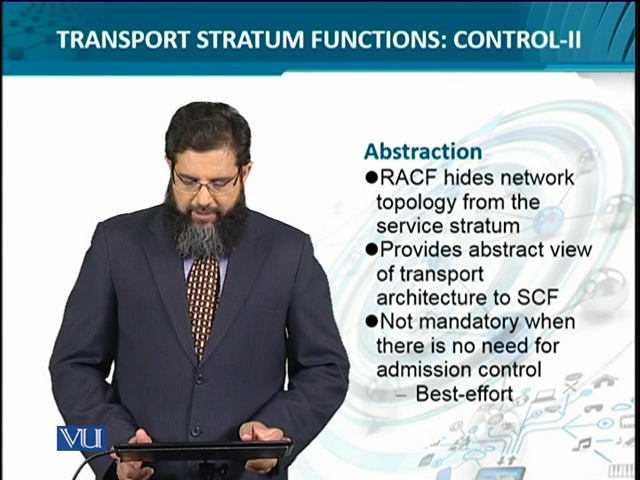 TRANSPORT STRATUM FUNCTIONS: CONTROL-II
Abstraction
●RACF hides network
topology from the
service stratum
●Provides abstract view
of transport
architecture to SCF
●Not mandatory when
there is no need for
admission control
– Best-effort
VU